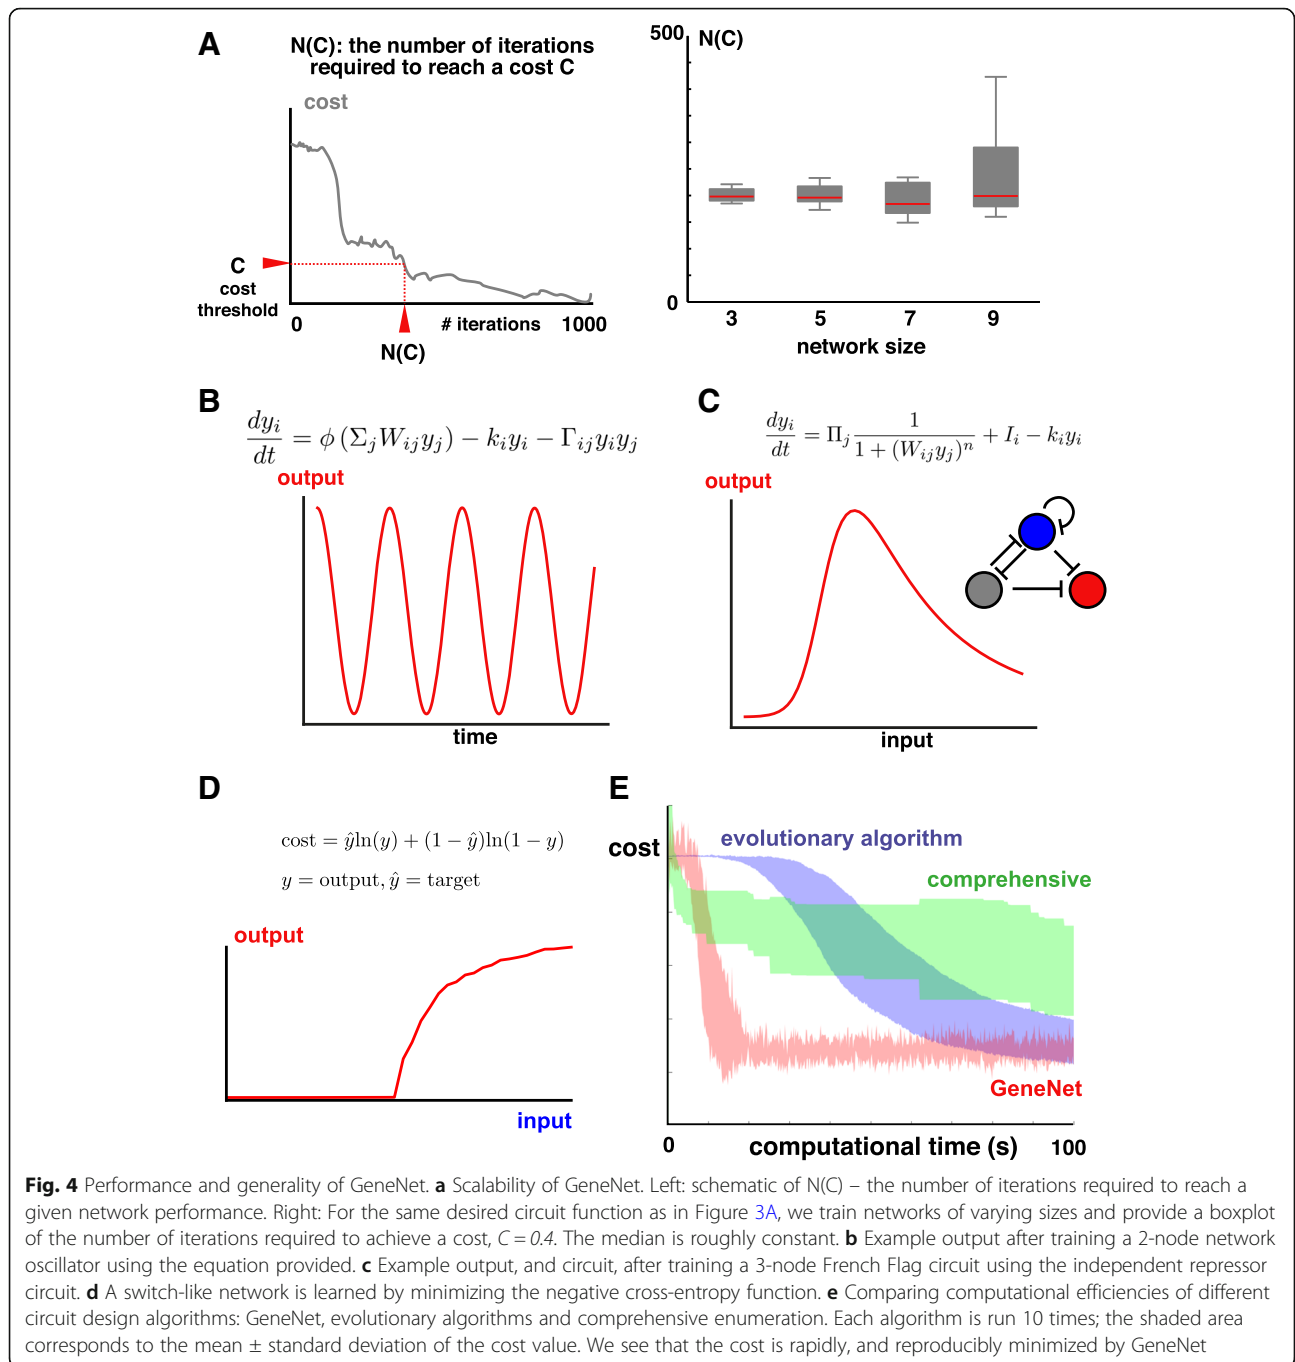 A
N(C): the number of iterations
required to reach a cost C
cost
C
cost
threshold
0
# iterations
1000
N(C)
500
N(C)
0
3
5
7
9
network size
B
dy_i/dt = ϕ (Σ_j W_ij y_j) − k_i y_i − Γ_ij y_i y_j
output
time
C
dy_i/dt = Π_j 1/(1 + (W_ij y_j)^n) + I_i − k_i y_i
output
input
D
cost = ŷln(y) + (1 − ŷ)ln(1 − y)
y = output, ŷ = target
output
input
E
cost
evolutionary algorithm
comprehensive
GeneNet
0
computational time (s)
100
Fig. 4 Performance and generality of GeneNet. a Scalability of GeneNet. Left: schematic of N(C) – the number of iterations required to reach a
given network performance. Right: For the same desired circuit function as in Figure 3A, we train networks of varying sizes and provide a boxplot
of the number of iterations required to achieve a cost, C = 0.4. The median is roughly constant. b Example output after training a 2-node network
oscillator using the equation provided. c Example output, and circuit, after training a 3-node French Flag circuit using the independent repressor
circuit. d A switch-like network is learned by minimizing the negative cross-entropy function. e Comparing computational efficiencies of different
circuit design algorithms: GeneNet, evolutionary algorithms and comprehensive enumeration. Each algorithm is run 10 times; the shaded area
corresponds to the mean ± standard deviation of the cost value. We see that the cost is rapidly, and reproducibly minimized by GeneNet